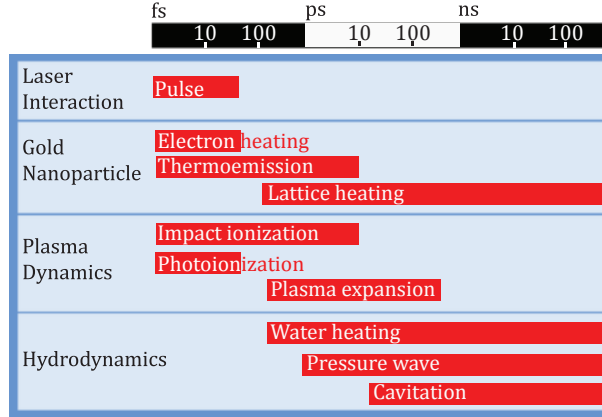 fs ps ns
10 100 10 100 10 100
Laser
Interaction
Pulse
Gold
Nanoparticle
Electron heating
Thermoemission
Lattice heating
Plasma
Dynamics
Impact ionization
Photoionization
Plasma expansion
Hydrodynamics
Water heating
Pressure wave
Cavitation